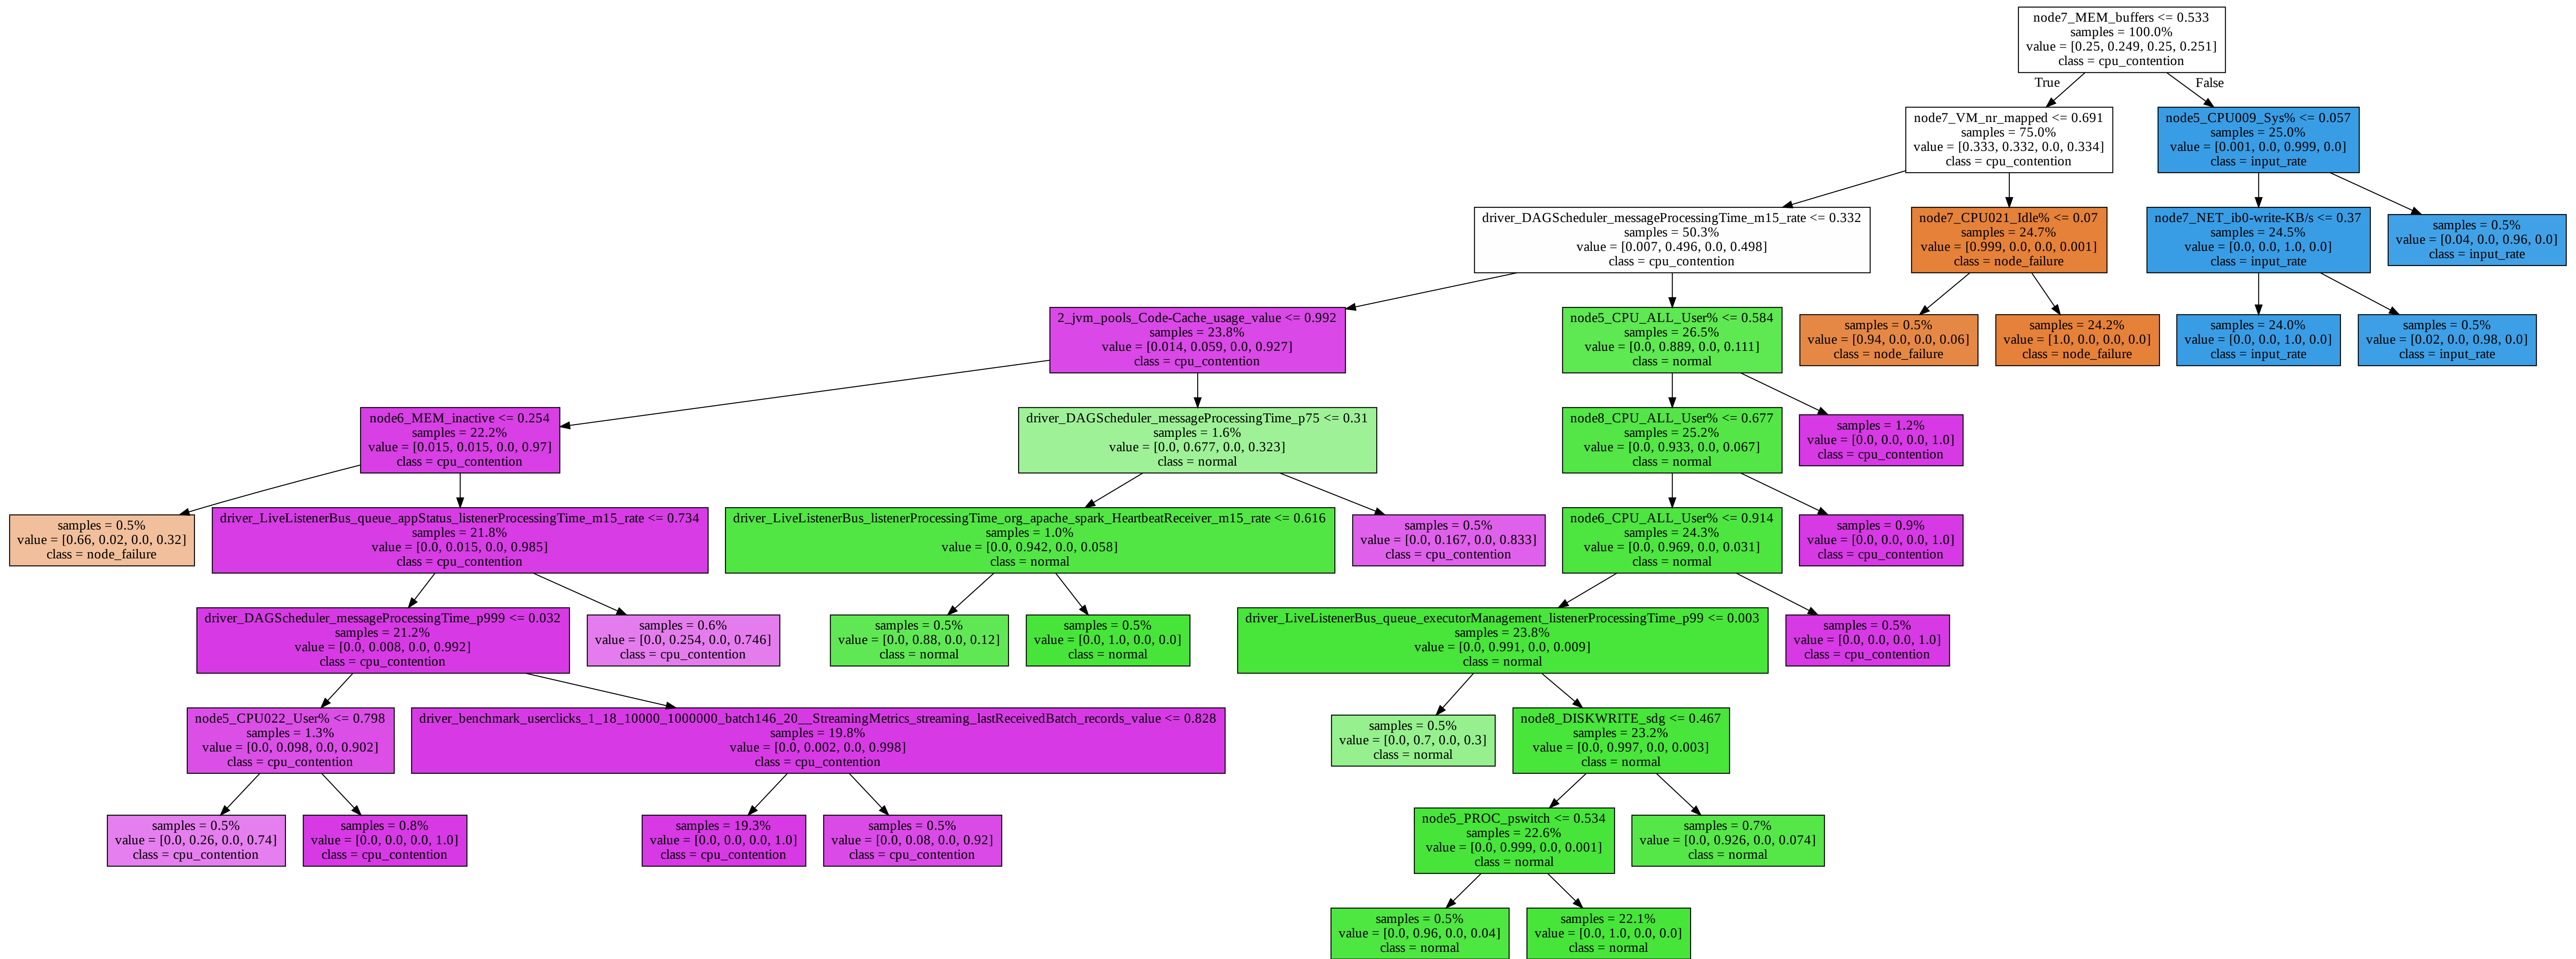 node7_MEM_buffers <= 0.533
samples = 100.0%
value = [0.25, 0.249, 0.25, 0.251]
class = cpu_contention
True
False
node7_VM_nr_mapped <= 0.691
samples = 75.0%
value = [0.333, 0.332, 0.0, 0.334]
class = cpu_contention
node5_CPU009_Sys% <= 0.057
samples = 25.0%
value = [0.001, 0.0, 0.999, 0.0]
class = input_rate
driver_DAGScheduler_messageProcessingTime_m15_rate <= 0.332
samples = 50.3%
value = [0.007, 0.496, 0.0, 0.498]
class = cpu_contention
node7_CPU021_Idle% <= 0.07
samples = 24.7%
value = [0.999, 0.0, 0.0, 0.001]
class = node_failure
node7_NET_ib0-write-KB/s <= 0.37
samples = 24.5%
value = [0.0, 0.0, 1.0, 0.0]
class = input_rate
samples = 0.5%
value = [0.04, 0.0, 0.96, 0.0]
class = input_rate
2_jvm_pools_Code-Cache_usage_value <= 0.992
samples = 23.8%
value = [0.014, 0.059, 0.0, 0.927]
class = cpu_contention
node5_CPU_ALL_User% <= 0.584
samples = 26.5%
value = [0.0, 0.889, 0.0, 0.111]
class = normal
samples = 0.5%
value = [0.94, 0.0, 0.0, 0.06]
class = node_failure
samples = 24.2%
value = [1.0, 0.0, 0.0, 0.0]
class = node_failure
samples = 24.0%
value = [0.0, 0.0, 1.0, 0.0]
class = input_rate
samples = 0.5%
value = [0.02, 0.0, 0.98, 0.0]
class = input_rate
node6_MEM_inactive <= 0.254
samples = 22.2%
value = [0.015, 0.015, 0.0, 0.97]
class = cpu_contention
driver_DAGScheduler_messageProcessingTime_p75 <= 0.31
samples = 1.6%
value = [0.0, 0.677, 0.0, 0.323]
class = normal
node8_CPU_ALL_User% <= 0.677
samples = 25.2%
value = [0.0, 0.933, 0.0, 0.067]
class = normal
samples = 1.2%
value = [0.0, 0.0, 0.0, 1.0]
class = cpu_contention
samples = 0.5%
value = [0.66, 0.02, 0.0, 0.32]
class = node_failure
driver_LiveListenerBus_queue_appStatus_listenerProcessingTime_m15_rate <= 0.734
samples = 21.8%
value = [0.0, 0.015, 0.0, 0.985]
class = cpu_contention
driver_LiveListenerBus_listenerProcessingTime_org_apache_spark_HeartbeatReceiver_m15_rate <= 0.616
samples = 1.0%
value = [0.0, 0.942, 0.0, 0.058]
class = normal
samples = 0.5%
value = [0.0, 0.167, 0.0, 0.833]
class = cpu_contention
node6_CPU_ALL_User% <= 0.914
samples = 24.3%
value = [0.0, 0.969, 0.0, 0.031]
class = normal
samples = 0.9%
value = [0.0, 0.0, 0.0, 1.0]
class = cpu_contention
driver_DAGScheduler_messageProcessingTime_p999 <= 0.032
samples = 21.2%
value = [0.0, 0.008, 0.0, 0.992]
class = cpu_contention
samples = 0.6%
value = [0.0, 0.254, 0.0, 0.746]
class = cpu_contention
samples = 0.5%
value = [0.0, 0.88, 0.0, 0.12]
class = normal
samples = 0.5%
value = [0.0, 1.0, 0.0, 0.0]
class = normal
driver_LiveListenerBus_queue_executorManagement_listenerProcessingTime_p99 <= 0.003
samples = 23.8%
value = [0.0, 0.991, 0.0, 0.009]
class = normal
samples = 0.5%
value = [0.0, 0.0, 0.0, 1.0]
class = cpu_contention
node5_CPU022_User% <= 0.798
samples = 1.3%
value = [0.0, 0.098, 0.0, 0.902]
class = cpu_contention
driver_benchmark_userclicks_1_18_10000_1000000_batch146_20__StreamingMetrics_streaming_lastReceivedBatch_records_value <= 0.828
samples = 19.8%
value = [0.0, 0.002, 0.0, 0.998]
class = cpu_contention
samples = 0.5%
value = [0.0, 0.7, 0.0, 0.3]
class = normal
node8_DISKWRITE_sdg <= 0.467
samples = 23.2%
value = [0.0, 0.997, 0.0, 0.003]
class = normal
samples = 0.5%
value = [0.0, 0.26, 0.0, 0.74]
class = cpu_contention
samples = 0.8%
value = [0.0, 0.0, 0.0, 1.0]
class = cpu_contention
samples = 19.3%
value = [0.0, 0.0, 0.0, 1.0]
class = cpu_contention
samples = 0.5%
value = [0.0, 0.08, 0.0, 0.92]
class = cpu_contention
node5_PROC_pswitch <= 0.534
samples = 22.6%
value = [0.0, 0.999, 0.0, 0.001]
class = normal
samples = 0.7%
value = [0.0, 0.926, 0.0, 0.074]
class = normal
samples = 0.5%
value = [0.0, 0.96, 0.0, 0.04]
class = normal
samples = 22.1%
value = [0.0, 1.0, 0.0, 0.0]
class = normal